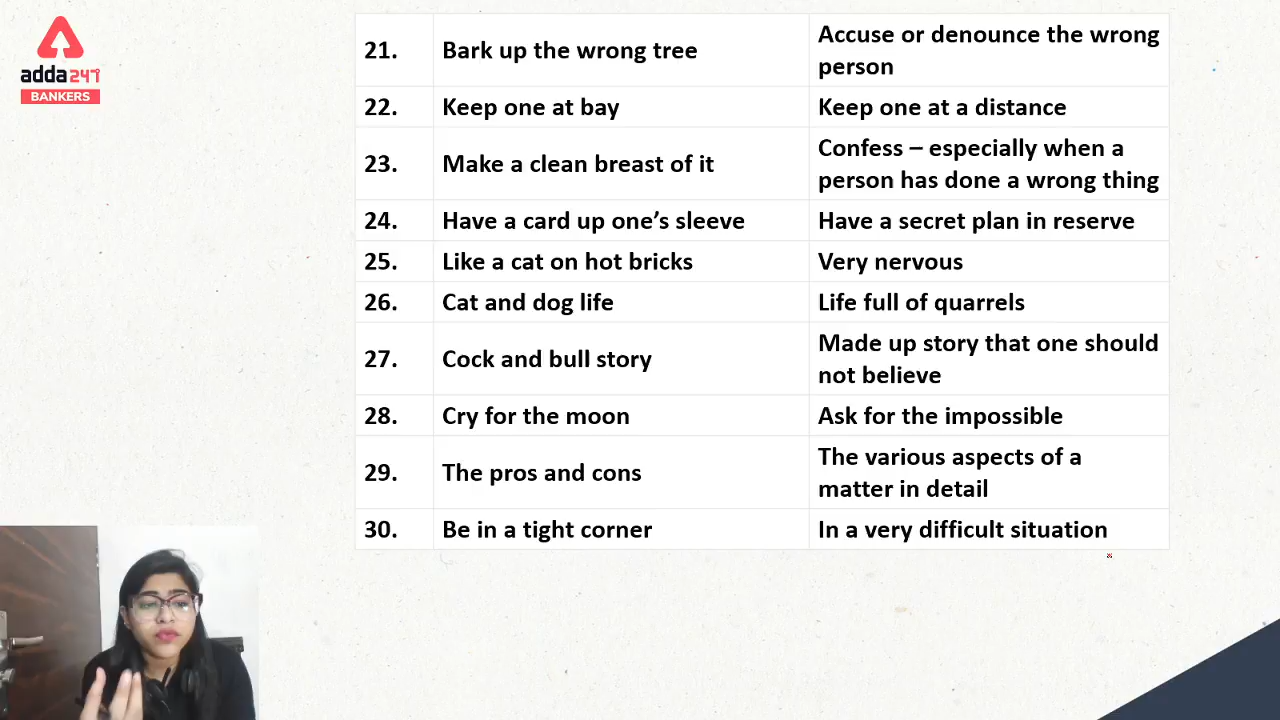 adda247
BANKERS
21. Bark up the wrong tree Accuse or denounce the wrong
person
22. Keep one at bay Keep one at a distance
23. Make a clean breast of it Confess – especially when a
person has done a wrong thing
24. Have a card up one’s sleeve Have a secret plan in reserve
25. Like a cat on hot bricks Very nervous
26. Cat and dog life Life full of quarrels
27. Cock and bull story Made up story that one should
not believe
28. Cry for the moon Ask for the impossible
29. The pros and cons The various aspects of a
matter in detail
30. Be in a tight corner In a very difficult situation